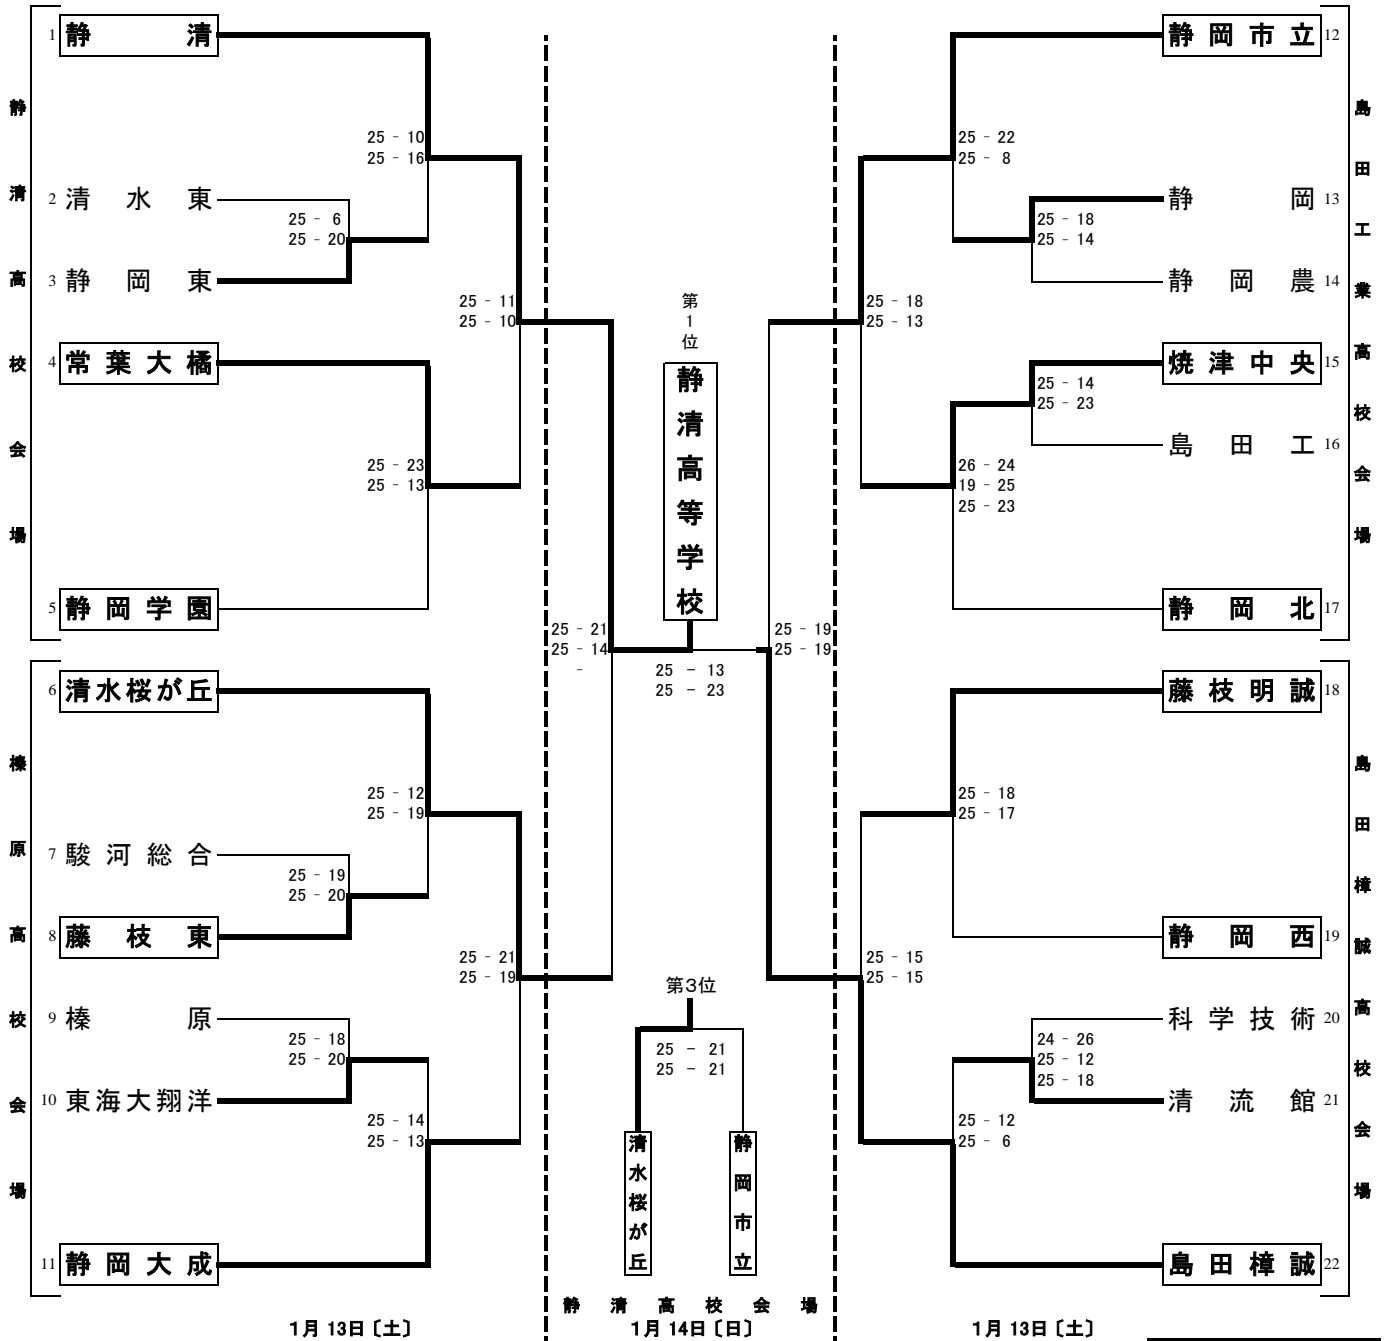 静清高校会場
1 静清
25 - 10
25 - 16
2 清水東
25 - 6
25 - 20
3 静岡東
25 - 11
25 - 10
4 常葉大橘
25 - 23
25 - 13
5 静岡学園
榛原高校会場
6 清水桜が丘
25 - 12
25 - 19
7 駿河総合
25 - 19
25 - 20
8 藤枝東
25 - 21
25 - 19
9 榛原
25 - 18
25 - 20
10 東海大翔洋
25 - 14
25 - 13
11 静岡大成
1月13日〔土〕
第1位
静清高等学校
25 - 21
25 - 14
-
25 - 13
25 - 23
25 - 19
25 - 19
第3位
25 - 21
25 - 21
清水桜が丘
静岡市立
静清高校会場
1月14日〔日〕
島田工業高校会場
静岡市立 12
25 - 22
25 - 8
静岡 13
25 - 18
25 - 14
静岡農 14
25 - 18
25 - 13
焼津中央 15
25 - 14
25 - 23
島田工 16
26 - 24
19 - 25
25 - 23
静岡北 17
島田樟誠高校会場
藤枝明誠 18
25 - 18
25 - 17
静岡西 19
25 - 15
25 - 15
科学技術 20
24 - 26
25 - 12
25 - 18
清流館 21
25 - 12
25 - 6
島田樟誠 22
1月13日〔土〕